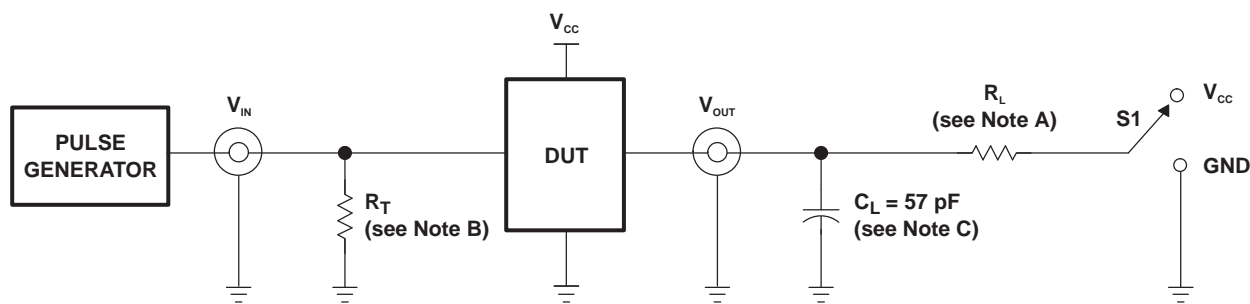 V_CC
V_IN
V_OUT
R_L
(see Note A)
S1
V_CC
PULSE
GENERATOR
DUT
GND
R_T
(see Note B)
C_L = 57 pF
(see Note C)